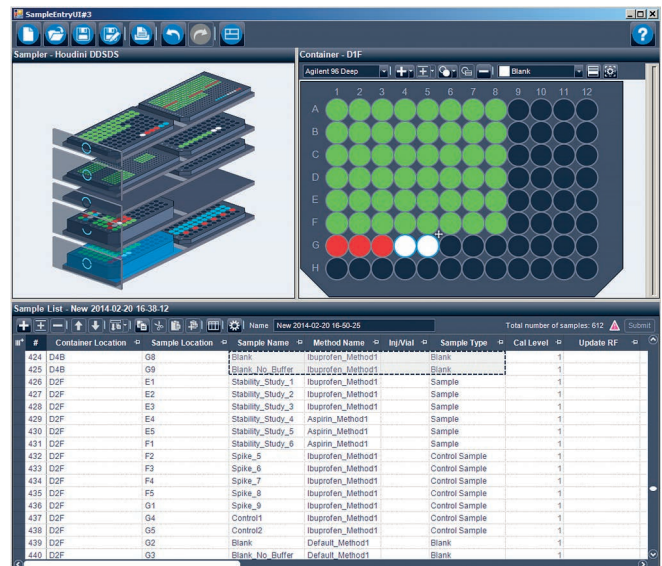 SampleEntryUI#3
Sampler - Houdini DDSDS
Container - D1F
Agilent 96 Deep Blank
1 2 3 4 5 6 7 8 9 10 11 12
A
B
C
D
E
F
G
H
Sample List - New 2014-02-20 16-38-12
Name New 2014-02-20 16-50-25 Total number of samples: 612 Submit
# Container Location Sample Location Sample Name Method Name Inj/Vial Sample Type Cal Level Update RF
424 D4B G8 Blank Ibuprofen_Method1 Blank 1
425 D4B G9 Blank_No_Buffer Ibuprofen_Method1 Blank 1
426 D2F E1 Stability_Study_1 Ibuprofen_Method1 Sample 1
427 D2F E2 Stability_Study_2 Ibuprofen_Method1 Sample 1
428 D2F E3 Stability_Study_3 Ibuprofen_Method1 Sample 1
429 D2F E4 Stability_Study_4 Aspirin_Method1 Sample 1
430 D2F E5 Stability_Study_5 Aspirin_Method1 Sample 1
431 D2F F1 Stability_Study_6 Aspirin_Method1 Sample 1
432 D2F F2 Spike_5 Ibuprofen_Method1 Control Sample 1
433 D2F F3 Spike_6 Ibuprofen_Method1 Control Sample 1
434 D2F F4 Spike_7 Ibuprofen_Method1 Control Sample 1
435 D2F F5 Spike_8 Ibuprofen_Method1 Control Sample 1
436 D2F G1 Spike_9 Ibuprofen_Method1 Control Sample 1
437 D2F G4 Control1 Ibuprofen_Method1 Control Sample 1
438 D2F G5 Control2 Ibuprofen_Method1 Control Sample 1
439 D2F G2 Blank Default_Method1 Blank 1
440 D2F G3 Blank_No_Buffer Default_Method1 Blank 1